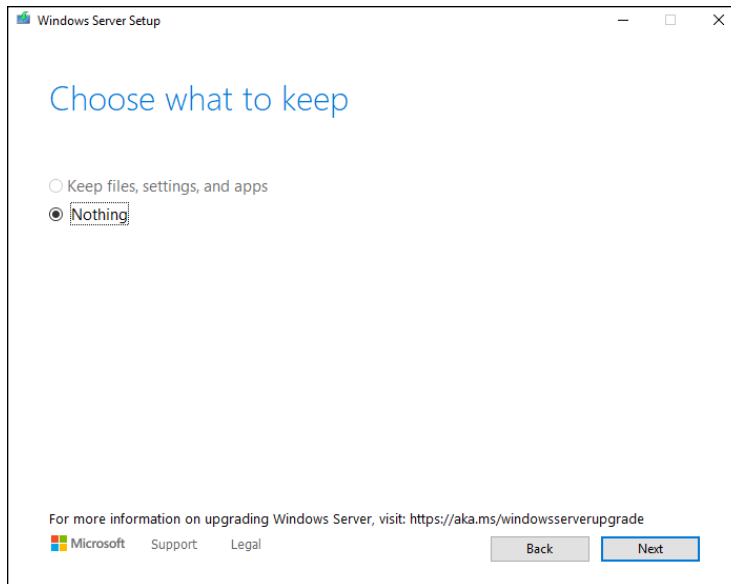 Windows Server Setup
Choose what to keep
Keep files, settings, and apps
Nothing
For more information on upgrading Windows Server, visit: https://aka.ms/windowsserverupgrade
Microsoft Support Legal Back Next